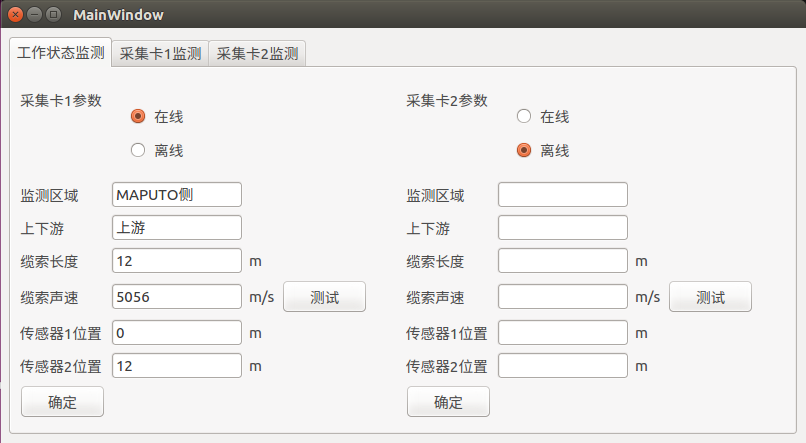 MainWindow
工作状态监测 采集卡1监测 采集卡2监测
采集卡1参数
在线
离线
监测区域 MAPUTO侧
上下游 上游
缆索长度 12 m
缆索声速 5056 m/s 测试
传感器1位置 0 m
传感器2位置 12 m
确定
采集卡2参数
在线
离线
监测区域
上下游
缆索长度 m
缆索声速 m/s 测试
传感器1位置 m
传感器2位置 m
确定